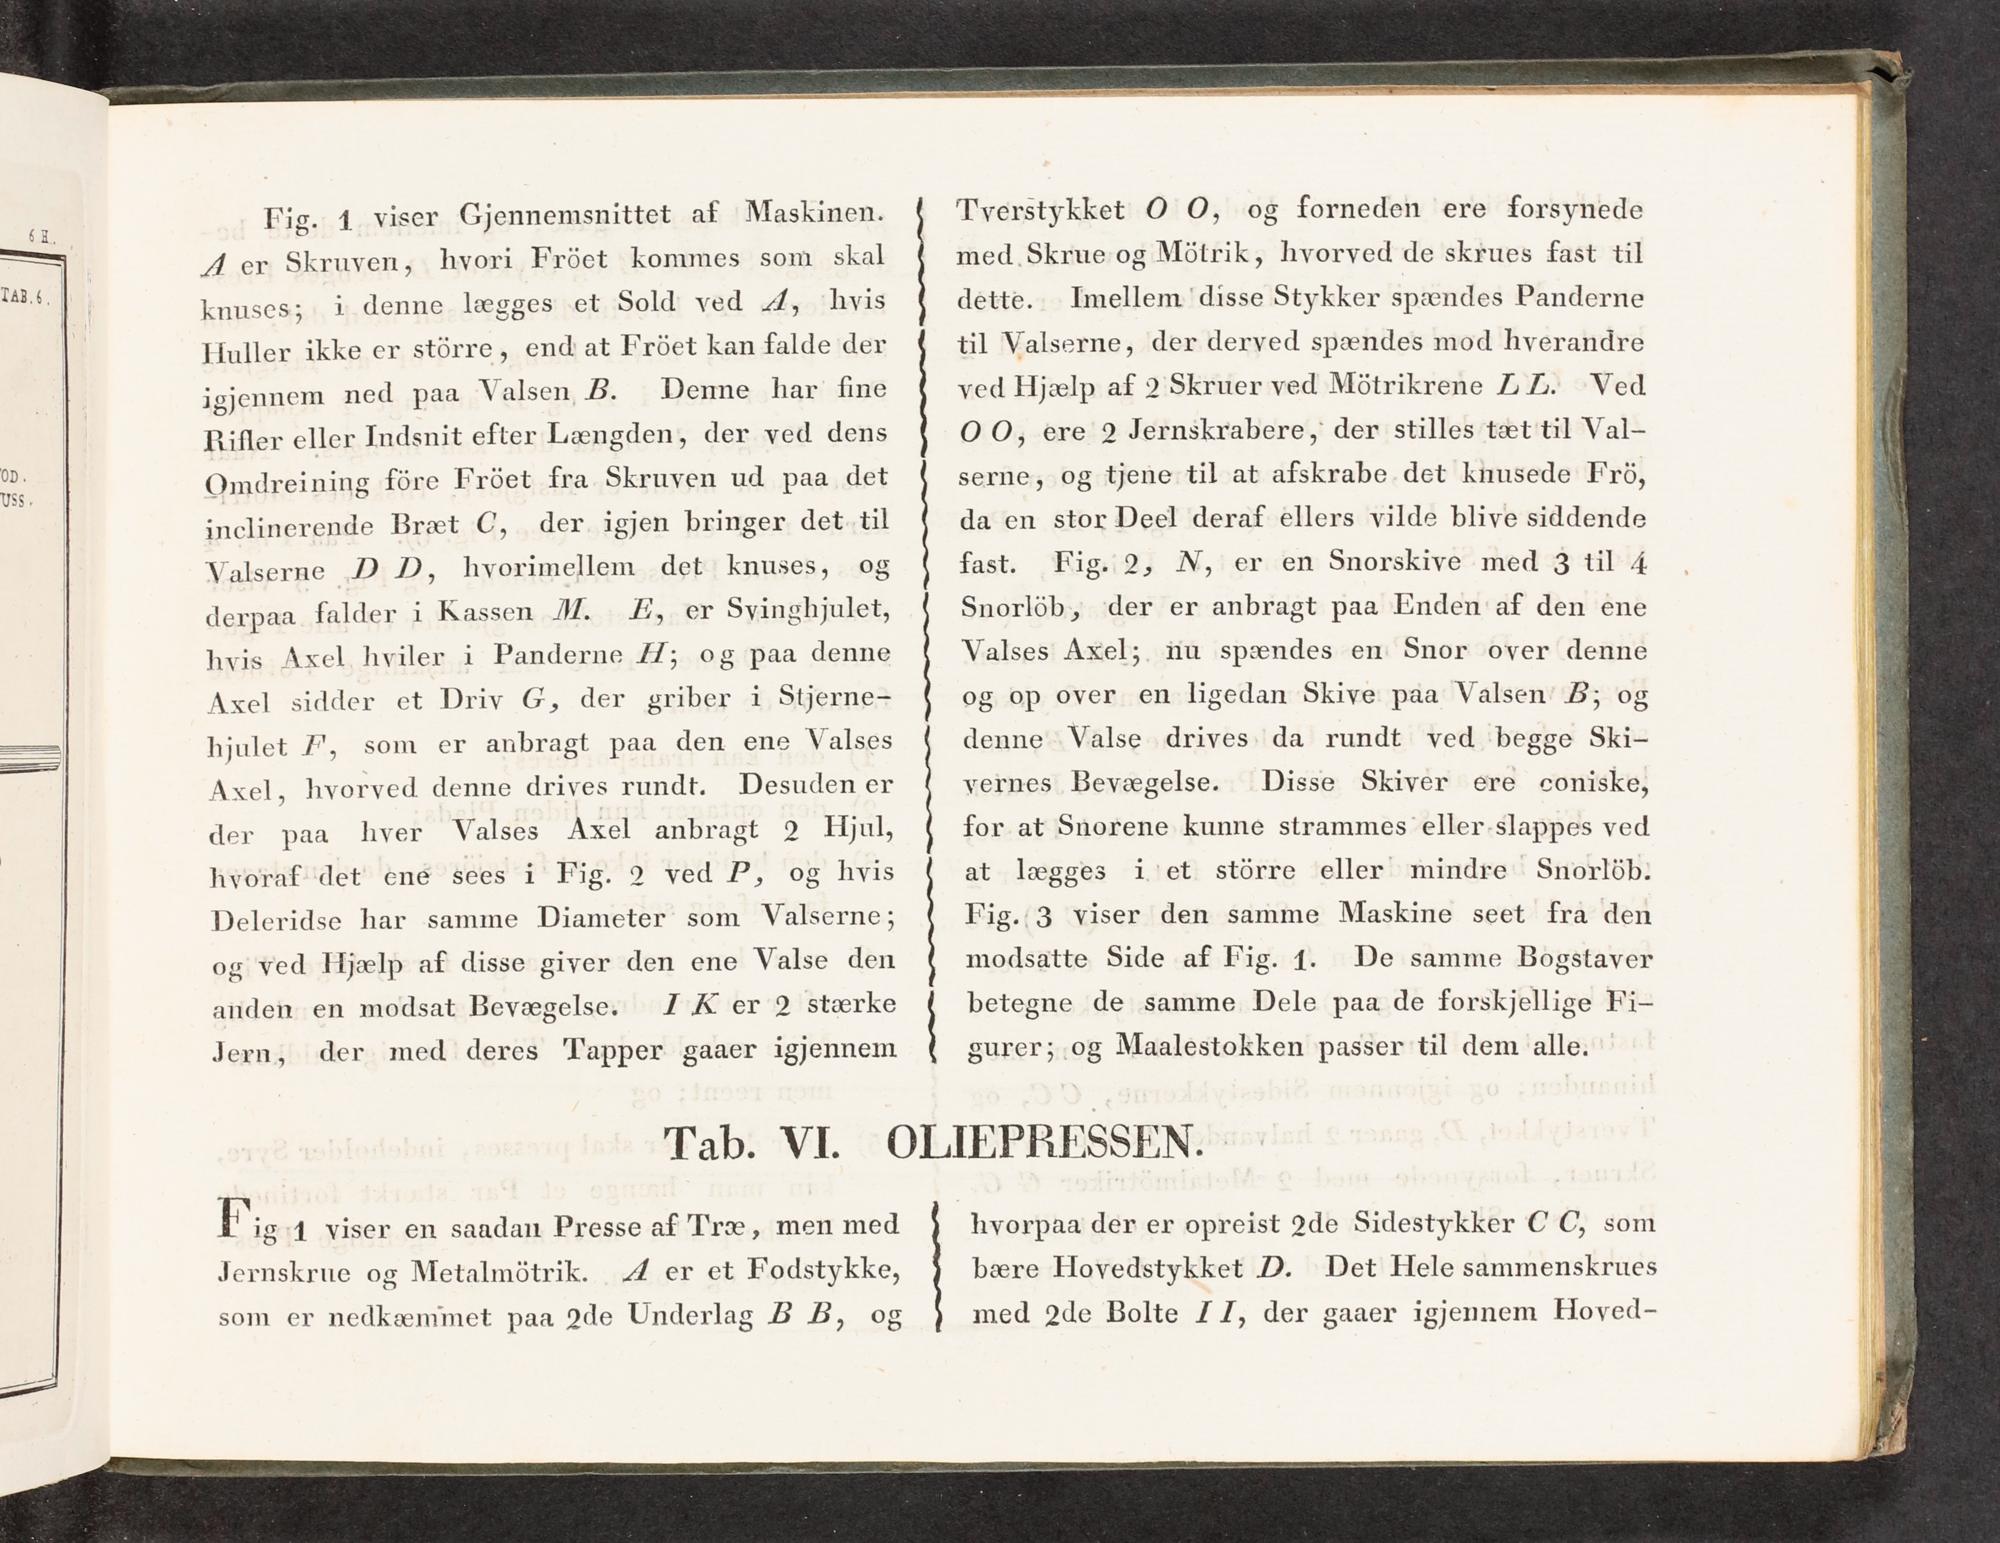 6 H.
TAB. 6.
OD.
USS.
Fig. 1 viser Gjennemsnittet af Maskinen.
A er Skruven, hvori Fröet kommes som skal
knuses; i denne lægges et Sold ved A, hvis
Huller ikke er större, end at Fröet kan falde der
igjennem ned paa Valsen B. Denne har fine
Rifler eller Indsnit efter Længden, der ved dens
Omdreining före Fröet fra Skruven ud paa det
inclinerende Bræt C, der igjen bringer det til
Valserne D D, hvorimellem det knuses, og
derpaa falder i Kassen M. E, er Svinghjulet,
hvis Axel hviler i Panderne H; og paa denne
Axel sidder et Driv G, der griber i Stjerne-
hjulet F, som er anbragt paa den ene Valses
Axel, hvorved denne drives rundt. Desuden er
der paa hver Valses Axel anbragt 2 Hjul,
hvoraf det ene sees i Fig. 2 ved P, og hvis
Deleridse har samme Diameter som Valserne;
og ved Hjælp af disse giver den ene Valse den
anden en modsat Bevægelse. I K er 2 stærke
Jern, der med deres Tapper gaaer igjennem
Tverstykket O O, og forneden ere forsynede
med Skrue og Mötrik, hvorved de skrues fast til
dette. Imellem disse Stykker spændes Panderne
til Valserne, der derved spændes mod hverandre
ved Hjælp af 2 Skruer ved Mötrikrene L L. Ved
O O, ere 2 Jernskrabere, der stilles tæt til Val-
serne, og tjene til at afskrabe det knusede Frö,
da en stor Deel deraf ellers vilde blive siddende
fast. Fig. 2, N, er en Snorskive med 3 til 4
Snorlöb, der er anbragt paa Enden af den ene
Valses Axel; nu spændes en Snor over denne
og op over en ligedan Skive paa Valsen B; og
denne Valse drives da rundt ved begge Ski-
vernes Bevægelse. Disse Skiver ere coniske,
for at Snorene kunne strammes eller slappes ved
at lægges i et större eller mindre Snorlöb.
Fig. 3 viser den samme Maskine seet fra den
modsatte Side af Fig. 1. De samme Bogstaver
betegne de samme Dele paa de forskjellige Fi-
gurer; og Maalestokken passer til dem alle.
Tab. VI. OLIEPRESSEN.
Fig 1 viser en saadan Presse af Træ, men med
Jernskrue og Metalmötrik. A er et Fodstykke,
som er nedkæmmet paa 2de Underlag B B, og
hvorpaa der er opreist 2de Sidestykker C C, som
bære Hovedstykket D. Det Hele sammenskrues
med 2de Bolte I I, der gaaer igjennem Hoved-